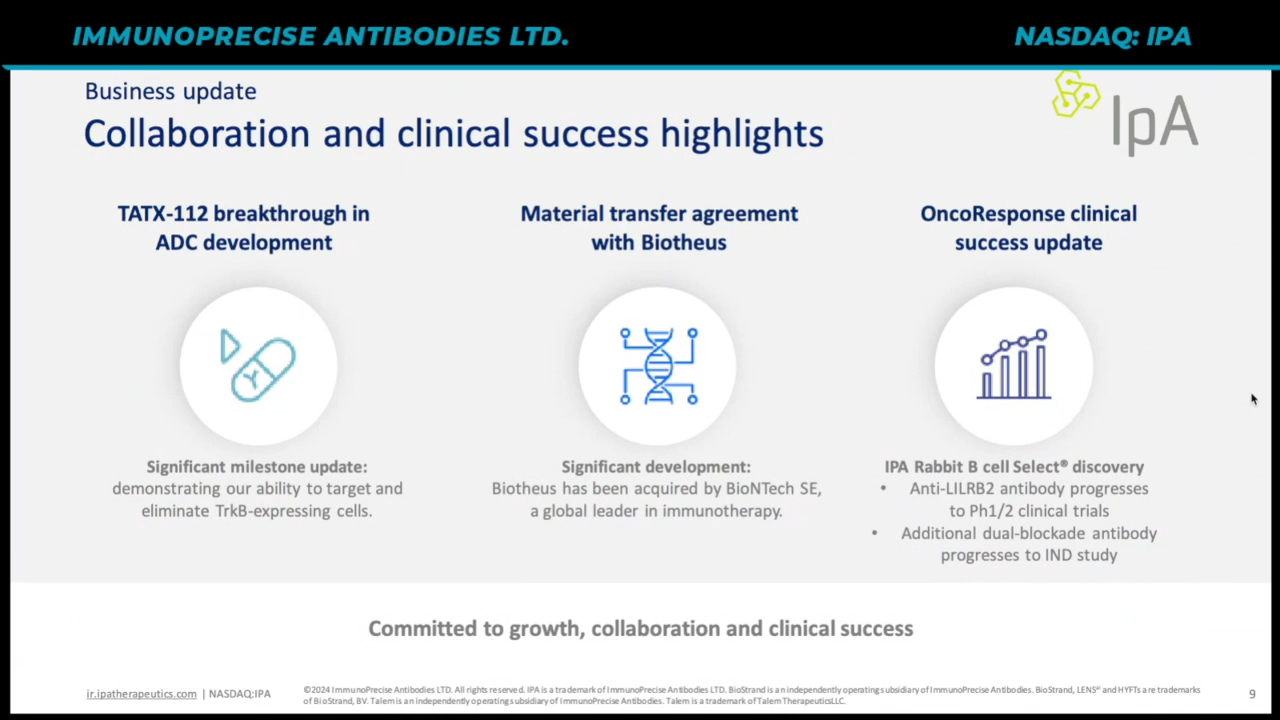 IMMUNOPRECISE ANTIBODIES LTD.
NASDAQ: IPA
Business update
Collaboration and clinical success highlights
IpA
TATX-112 breakthrough in
ADC development
Y
Significant milestone update:
demonstrating our ability to target and
eliminate TrkB-expressing cells.
Material transfer agreement
with Biotheus
Significant development:
Biotheus has been acquired by BioNTech SE,
a global leader in immunotherapy.
OncoResponse clinical
success update
IPA Rabbit B cell Select® discovery
• Anti-LILRB2 antibody progresses
to Ph1/2 clinical trials
• Additional dual-blockade antibody
progresses to IND study
Committed to growth, collaboration and clinical success
ir.ipatherapeutics.com | NASDAQ:IPA
©2024 ImmunoPrecise Antibodies LTD. All rights reserved. IPA is a trademark of ImmunoPrecise Antibodies LTD. BioStrand is an independently operating subsidiary of ImmunoPrecise Antibodies. BioStrand, LENSai and HYFTs are trademarks
of BioStrand, BV. Talem is an independently operating subsidiary of ImmunoPrecise Antibodies. Talem is a trademark of Talem Therapeutics LLC.
9